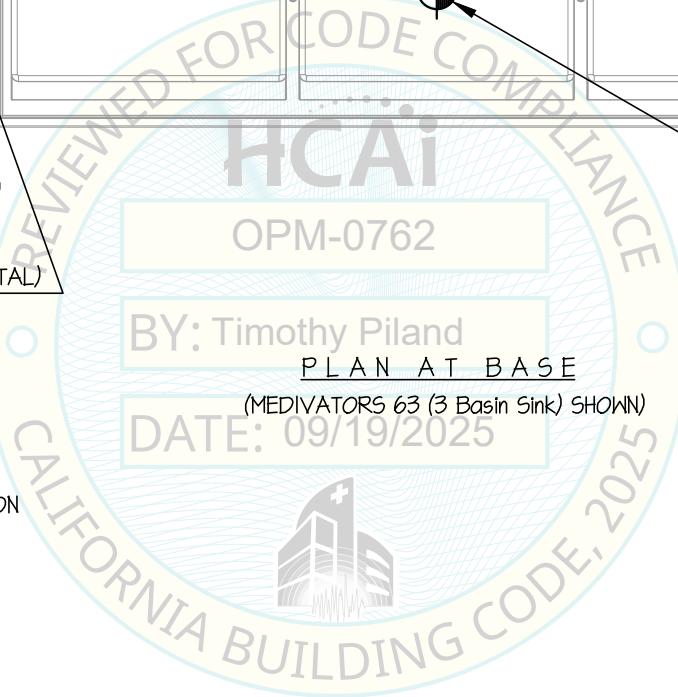 REVIEWED FOR CODE COMPLIANCE
HCAi
OPM-0762
TAL)
BY: Timothy Piland
PLAN AT BASE
(MEDIVATORS 63 (3 Basin Sink) SHOWN)
DATE: 09/19/2025
ON
CALIFORNIA BUILDING CODE, 2025